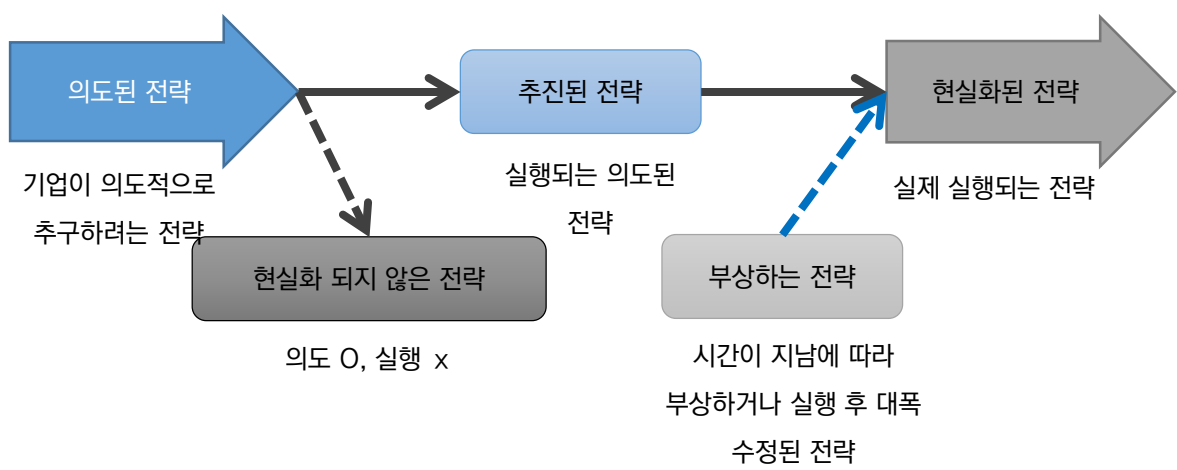 의도된 전략
추진된 전략
현실화된 전략
기업이 의도적으로
추구하려는 전략
실행되는 의도된
전략
실제 실행되는 전략
현실화 되지 않은 전략
부상하는 전략
의도 O, 실행 x
시간이 지남에 따라
부상하거나 실행 후 대폭
수정된 전략